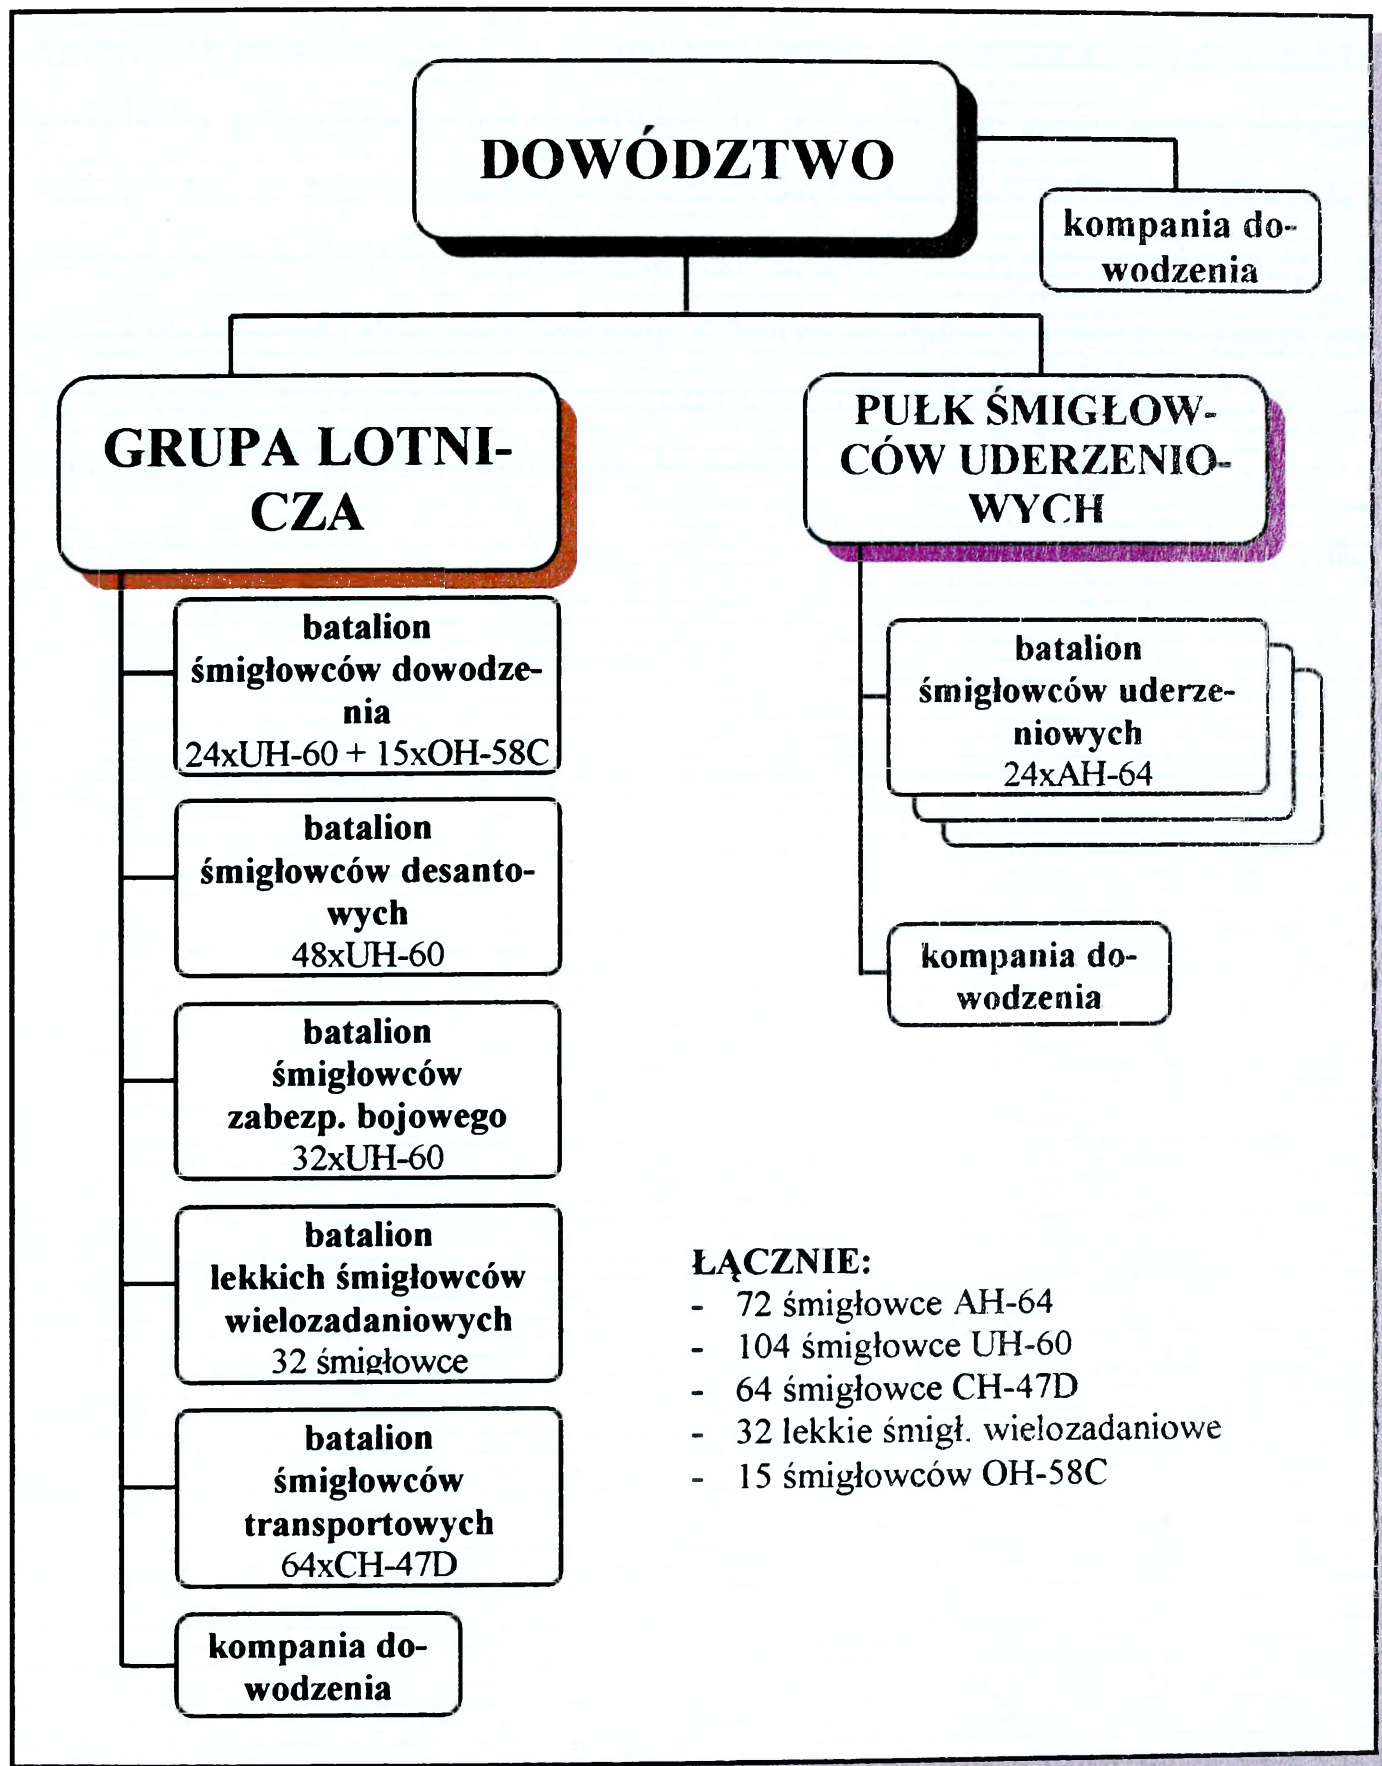 DOWÓDZTWO
kompania do-
wodzenia
GRUPA LOTNI-
CZA
PUŁK ŚMIGŁOW-
CÓW UDERZENIO-
WYCH
batalion
śmigłowców dowodze-
nia
24xUH-60 + 15xOH-58C
batalion
śmigłowców desanto-
wych
48xUH-60
batalion
śmigłowców
zabezp. bojowego
32xUH-60
batalion
lekkich śmigłowców
wielozadaniowych
32 śmigłowce
batalion
śmigłowców
transportowych
64xCH-47D
kompania do-
wodzenia
batalion
śmigłowców uderze-
niowych
24xAH-64
kompania do-
wodzenia
ŁĄCZNIE:
- 72 śmigłowce AH-64
- 104 śmigłowce UH-60
- 64 śmigłowce CH-47D
- 32 lekkie śmigł. wielozadaniowe
- 15 śmigłowców OH-58C